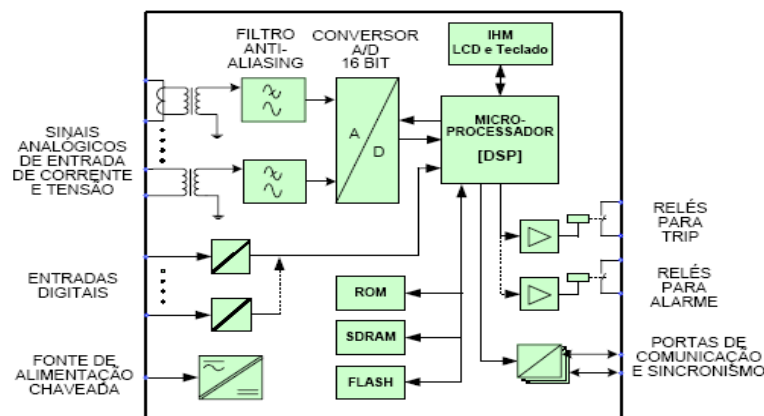 FILTRO
ANTI-
ALIASING
CONVERSOR
A/D
16 BIT
IHM
LCD e Teclado
SINAIS
ANALÓGICOS
DE ENTRADA
DE CORRENTE
E TENSÃO
A
D
MICRO-
PROCESSADOR
[DSP]
RELÉS
PARA
TRIP
ENTRADAS
DIGITAIS
RELÉS
PARA
ALARME
ROM
SDRAM
FLASH
FONTE DE
ALIMENTAÇÃO
CHAVEADA
PORTAS DE
COMUNICAÇÃO
E SINCRONISMO